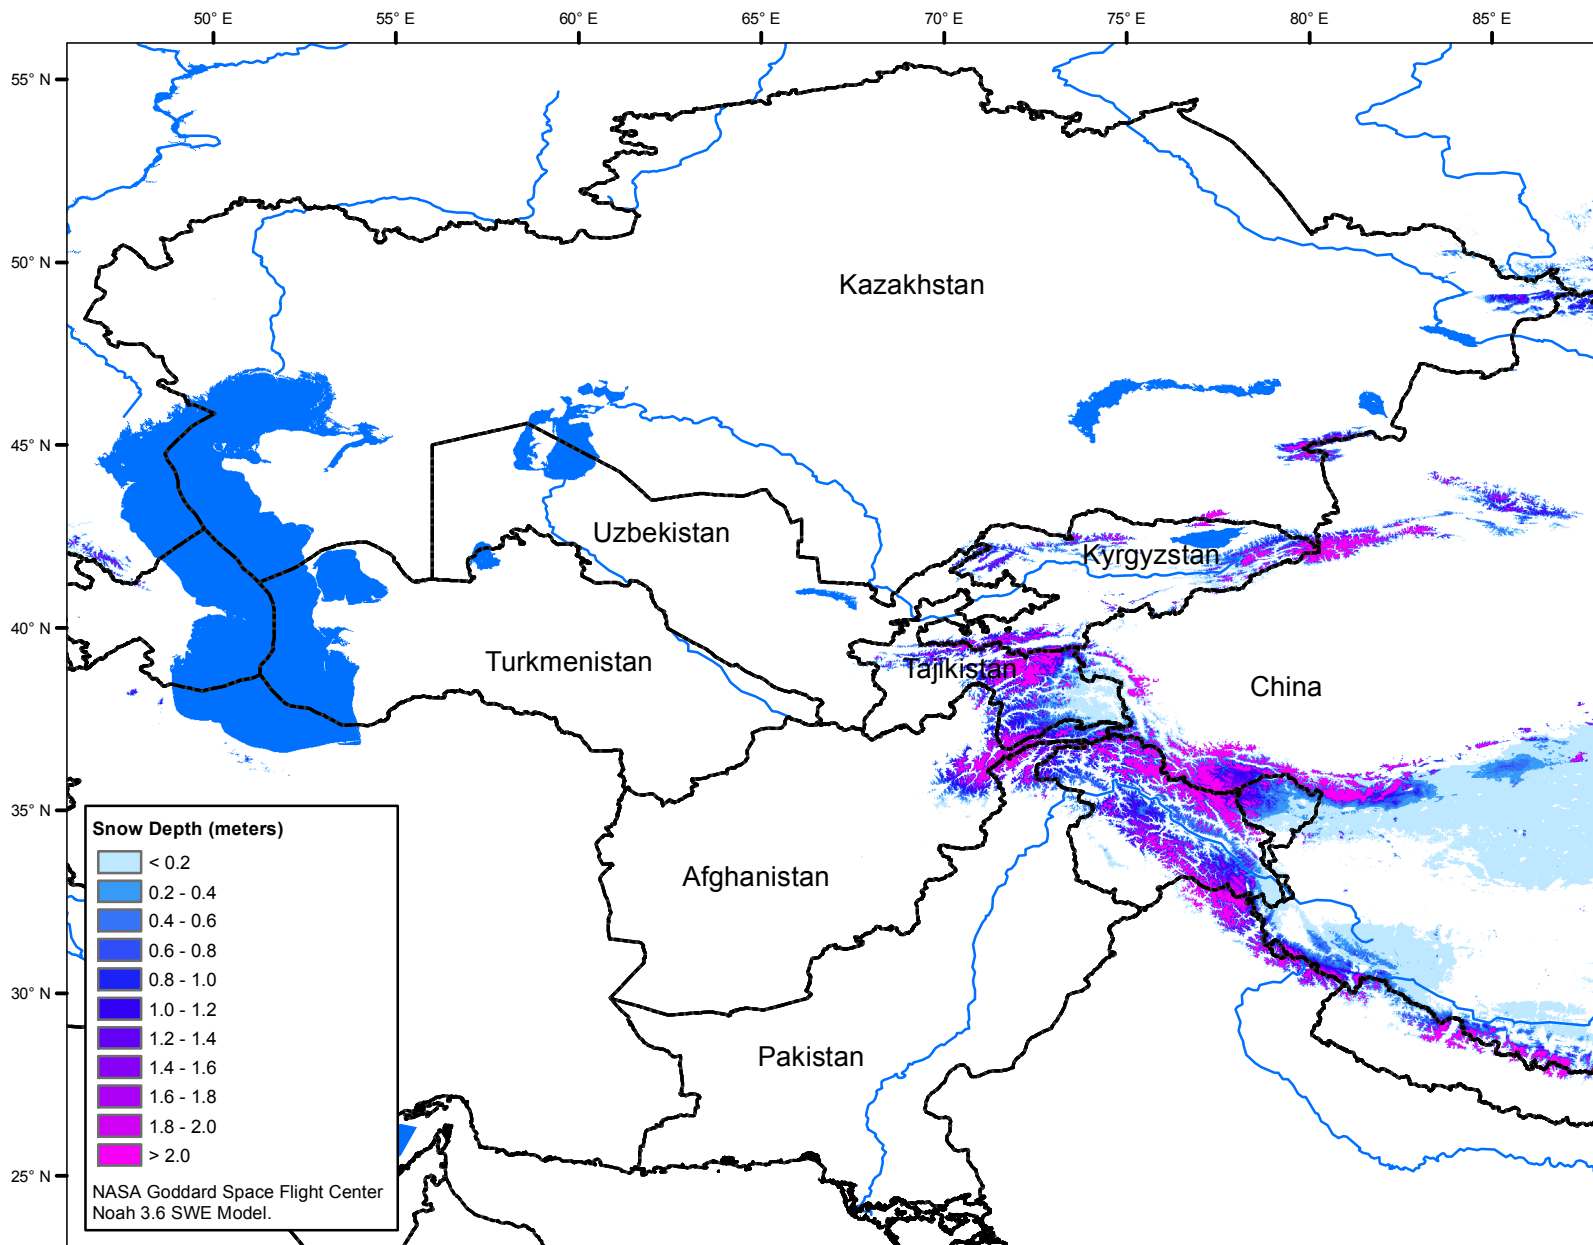 50° E 55° E 60° E 65° E 70° E 75° E 80° E 85° E
55° N
50° N
45° N
40° N
35° N
30° N
25° N
Kazakhstan
Uzbekistan
Kyrgyzstan
Turkmenistan
Tajikistan
China
Afghanistan
Pakistan
Snow Depth (meters)
< 0.2
0.2 - 0.4
0.4 - 0.6
0.6 - 0.8
0.8 - 1.0
1.0 - 1.2
1.2 - 1.4
1.4 - 1.6
1.6 - 1.8
1.8 - 2.0
> 2.0
NASA Goddard Space Flight Center
Noah 3.6 SWE Model.